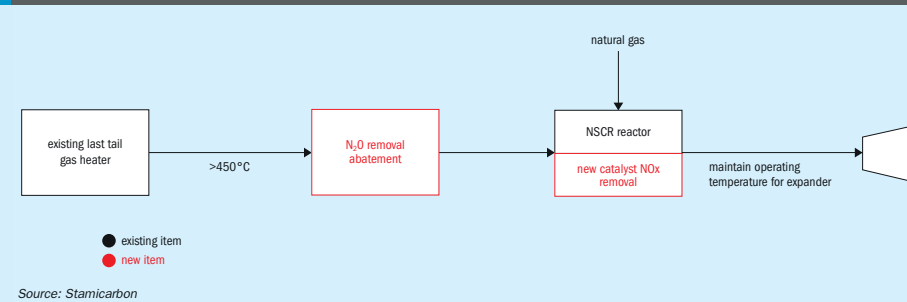 natural gas
existing last tail
gas heater
>450°C
N₂O removal
abatement
NSCR reactor
new catalyst NOx
removal
maintain operating
temperature for expander
existing item
new item
Source: Stamicarbon